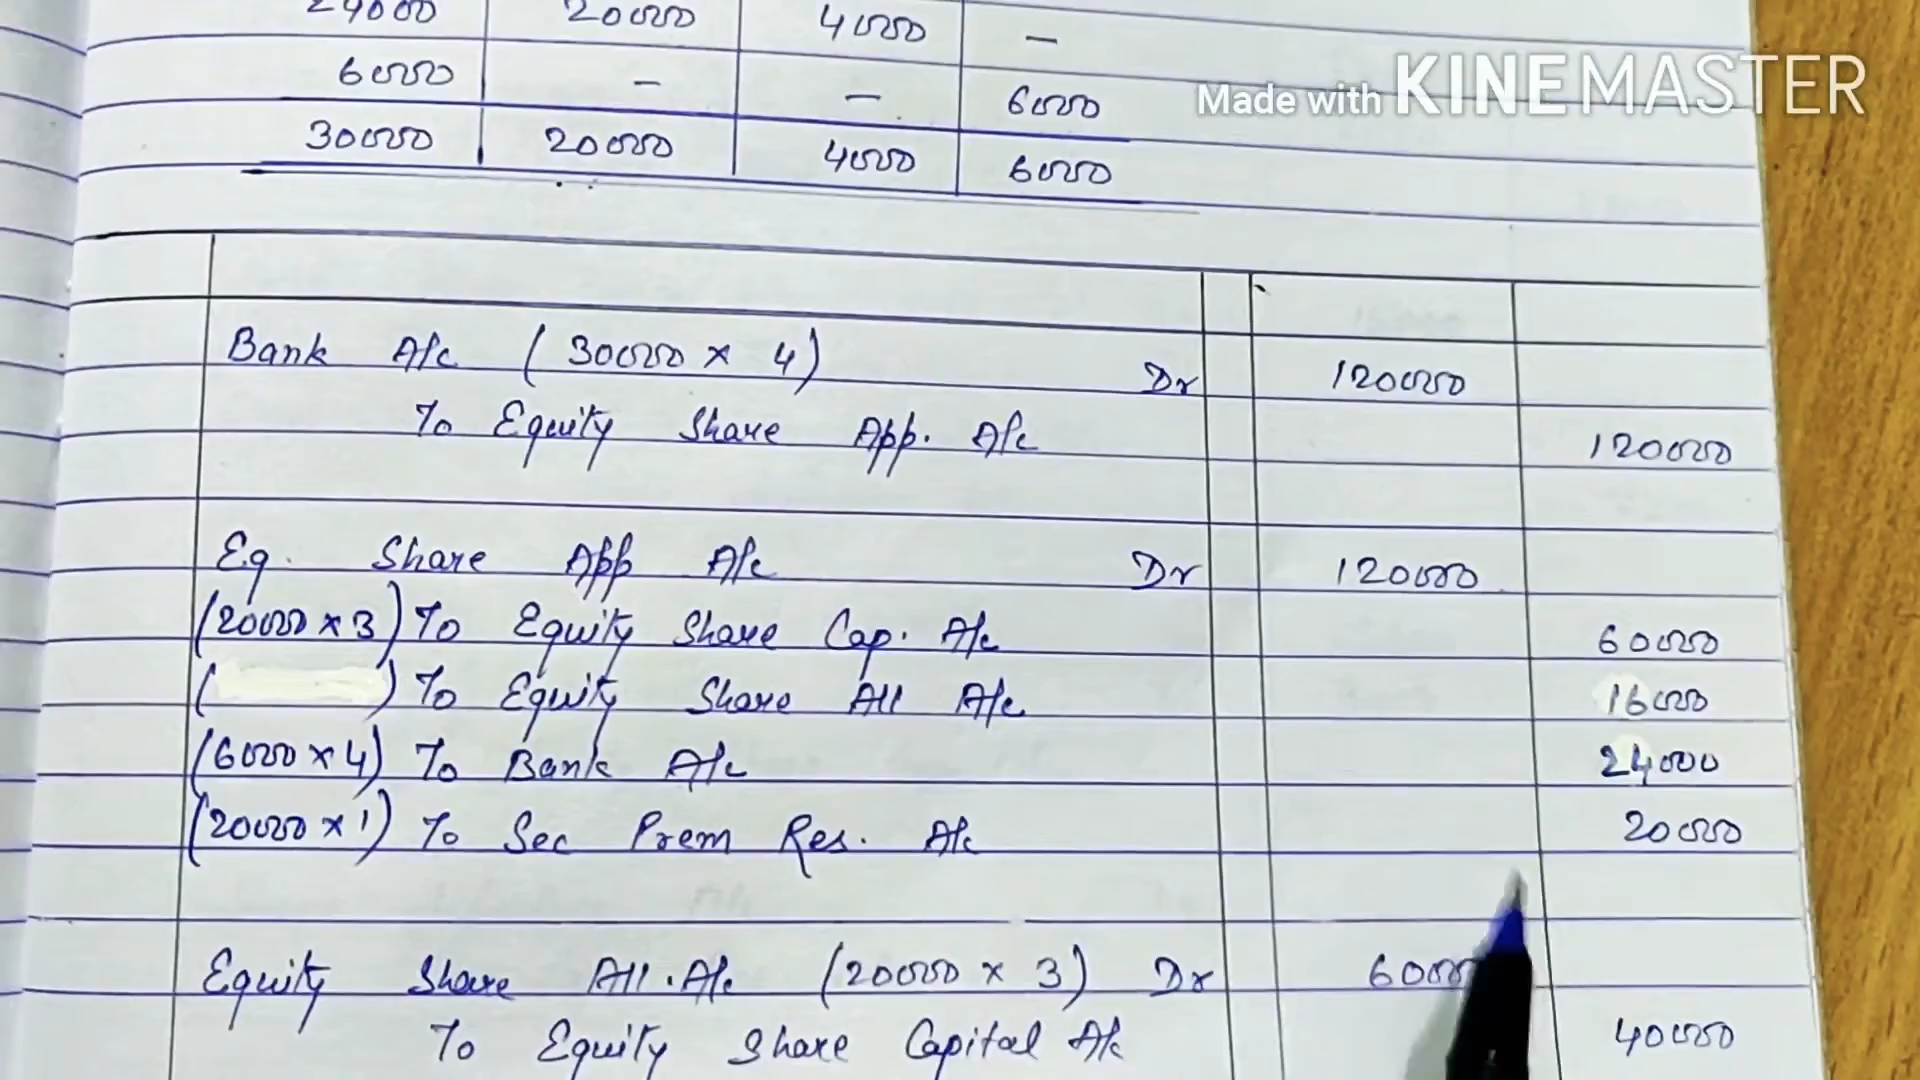 24000 20000 4000 —
6000 — — 6000
Made with KINEMASTER
30000 20000 4000 6000
Bank A/c (30000 × 4) Dr 120000
To Equity Share App. A/c 120000
Eq. Share App A/c Dr 120000
(20000 × 3) To Equity Share Cap. A/c 60000
( ) To Equity Share All A/c 16000
(6000 × 4) To Bank A/c 24000
(20000 × 1) To Sec Prem Res. A/c 20000
Equity Share All. A/c (20000 × 3) Dr 60000
To Equity Share Capital A/c 40000